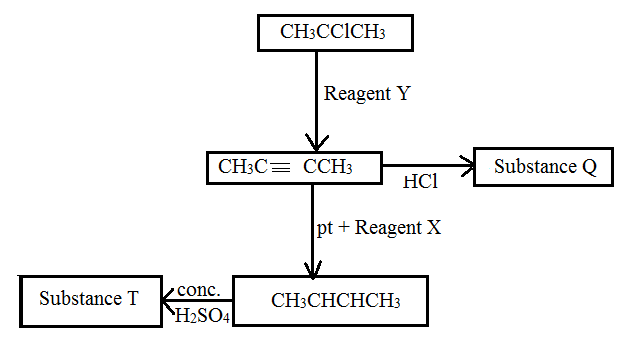 CH3CClCH3
Reagent Y
CH3C≡ CCH3
HCl
Substance Q
pt + Reagent X
Substance T
conc.
H2SO4
CH3CHCHCH3